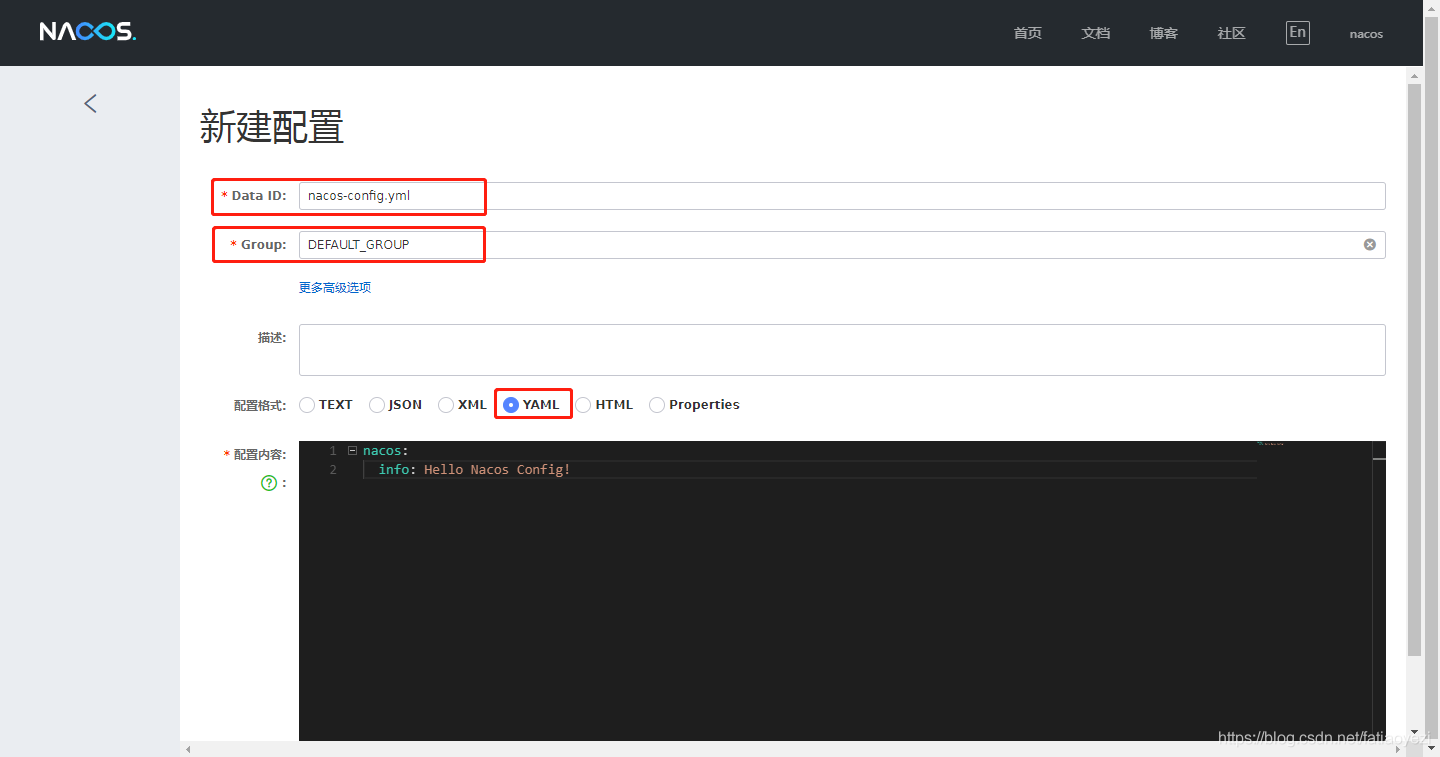 NACOS.
首页 文档 博客 社区 En nacos
新建配置
* Data ID: nacos-config.yml
* Group: DEFAULT_GROUP
更多高级选项
描述:
配置格式: TEXT JSON XML YAML HTML Properties
* 配置内容:
? :
1 nacos:
2 info: Hello Nacos Config!
https://blog.csdn.net/fatiaoyezi